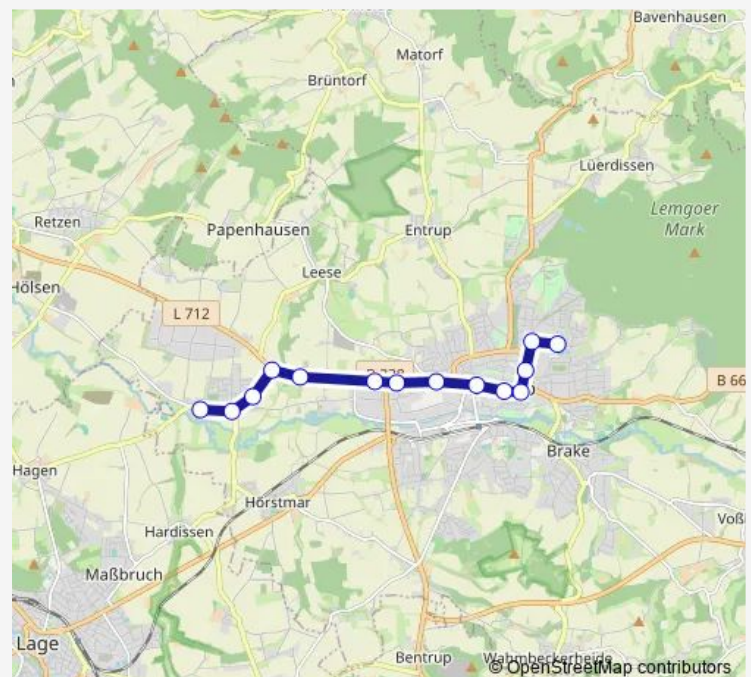 Bavenhausen
Matorf
Brüntorf
Lüerdissen
Lemgoer
Mark
Retzen
Papenhausen
Entrup
Leese
Hölsen
L 712
B 66
Brake
Hagen
Hörstmar
Hardissen
Maßbruch
Lage
Bentrup
Wahmbeckerheide
© OpenStreetMap contributors